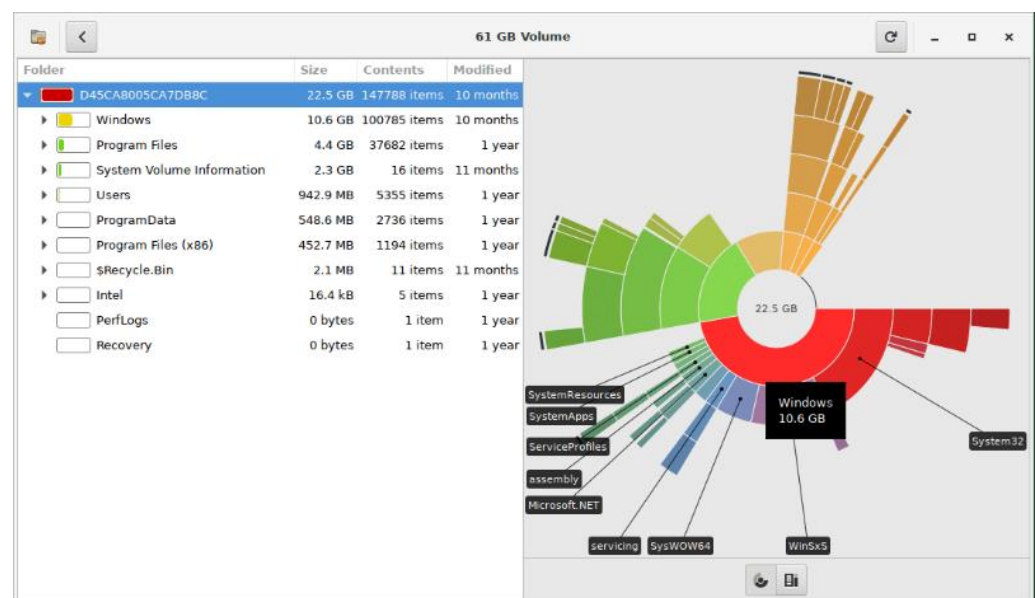 61 GB Volume
Folder Size Contents Modified
D45CA8005CA7DB8C 22.5 GB 147788 items 10 months
Windows 10.6 GB 100785 items 10 months
Program Files 4.4 GB 37682 items 1 year
System Volume Information 2.3 GB 16 items 11 months
Users 942.9 MB 5355 items 1 year
ProgramData 548.6 MB 2736 items 1 year
Program Files (x86) 452.7 MB 1194 items 1 year
$Recycle.Bin 2.1 MB 11 items 11 months
Intel 16.4 kB 5 items 1 year
PerfLogs 0 bytes 1 item 1 year
Recovery 0 bytes 1 item 1 year
22.5 GB
SystemResources
SystemApps
ServiceProfiles
assembly
Microsoft.NET
servicing
SysWOW64
WinSxS
Windows
10.6 GB
System32